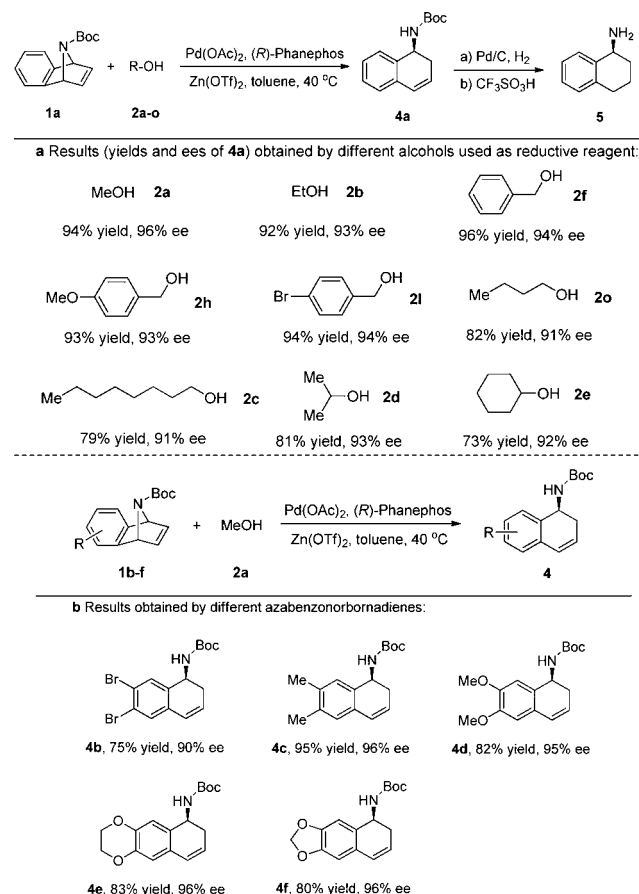 Boc
N
+ R-OH
Pd(OAc)2, (R)-Phanephos
Zn(OTf)2, toluene, 40 °C
HN Boc
a) Pd/C, H2
b) CF3SO3H
NH2
1a 2a-o 4a 5
a Results (yields and ees of 4a) obtained by different alcohols used as reductive reagent:
MeOH 2a
94% yield, 96% ee
EtOH 2b
92% yield, 93% ee
OH 2f
96% yield, 94% ee
MeO OH
2h
93% yield, 93% ee
Br OH
2l
94% yield, 94% ee
Me OH 2o
82% yield, 91% ee
Me OH 2c
79% yield, 91% ee
Me
OH 2d
Me
81% yield, 93% ee
OH 2e
73% yield, 92% ee
Boc
N
R
+ MeOH
Pd(OAc)2, (R)-Phanephos
Zn(OTf)2, toluene, 40 °C
HN Boc
R
1b-f 2a 4
b Results obtained by different azabenzonorbornadienes:
HN Boc
Br
Br
4b, 75% yield, 90% ee
HN Boc
Me
Me
4c, 95% yield, 96% ee
HN Boc
MeO
MeO
4d, 82% yield, 95% ee
HN Boc
O
O
4e, 83% yield, 96% ee
HN Boc
O
O
4f, 80% yield, 96% ee